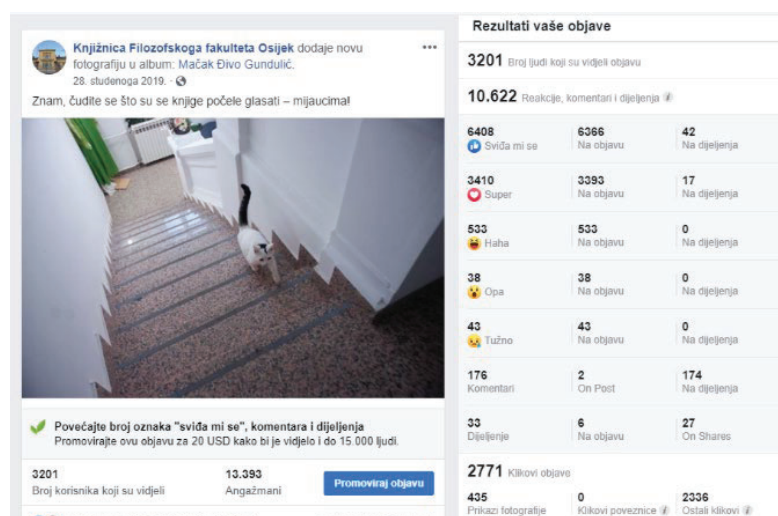 Knjižnica Filozofskoga fakulteta Osijek dodaje novu
fotografiju u album: Mačak Đivo Gundulić.
28. studenoga 2019. ·
Znam, čudite se što su se knjige počele glasati – mijaucima!
Povećajte broj oznaka "sviđa mi se", komentara i dijeljenja
Promovirajte ovu objavu za 20 USD kako bi je vidjelo i do 15.000 ljudi.
3201 13.393
Broj korisnika koji su vidjeli Angažmani Promoviraj objavu
Rezultati vaše objave
3201 Broj ljudi koji su vidjeli objavu
10.622 Reakcije, komentari i dijeljenja
6408 6366 42
Sviđa mi se Na objavu Na dijeljenja
3410 3393 17
Super Na objavu Na dijeljenja
533 533 0
Haha Na objavu Na dijeljenja
38 38 0
Opa Na objavu Na dijeljenja
43 43 0
Tužno Na objavu Na dijeljenja
176 2 174
Komentari On Post Na dijeljenja
33 6 27
Dijeljenje Na objavu On Shares
2771 Klikovi objave
435 0 2336
Prikazi fotografije Klikovi poveznice Ostali klikovi